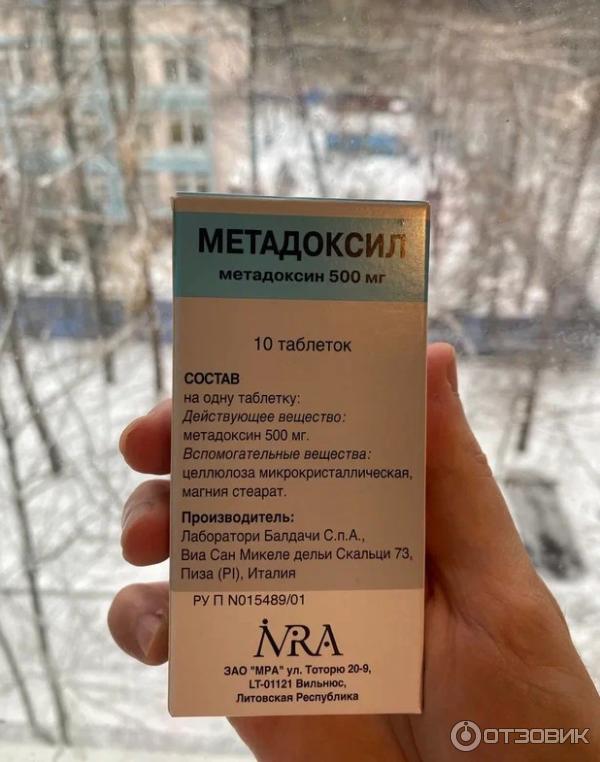 МЕТАДОКСИЛ
метадоксин 500 мг
10 таблеток
СОСТАВ
на одну таблетку:
Действующее вещество:
метадоксин 500 мг.
Вспомогательные вещества:
целлюлоза микрокристаллическая,
магния стеарат.
Производитель:
Лаборатори Балдачи С.п.А.,
Виа Сан Микеле дельи Скальци 73,
Пиза (PI), Италия
РУ П N015489/01
MRA
ЗАО "МРА" ул. Тоторю 20-9,
LT-01121 Вильнюс,
Литовская Республика
ОТЗОВИК